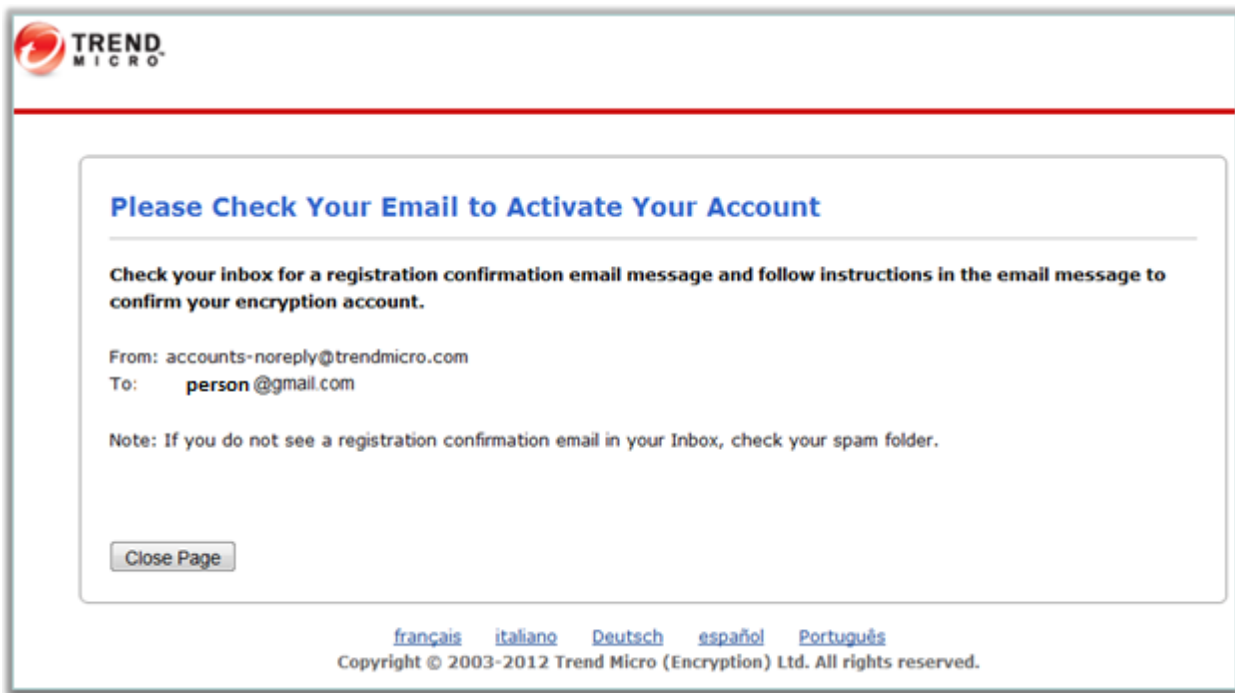 TREND
MICRO™
Please Check Your Email to Activate Your Account
Check your inbox for a registration confirmation email message and follow instructions in the email message to
confirm your encryption account.
From: accounts-noreply@trendmicro.com
To: person @gmail.com
Note: If you do not see a registration confirmation email in your Inbox, check your spam folder.
Close Page
français italiano Deutsch español Português
Copyright © 2003-2012 Trend Micro (Encryption) Ltd. All rights reserved.